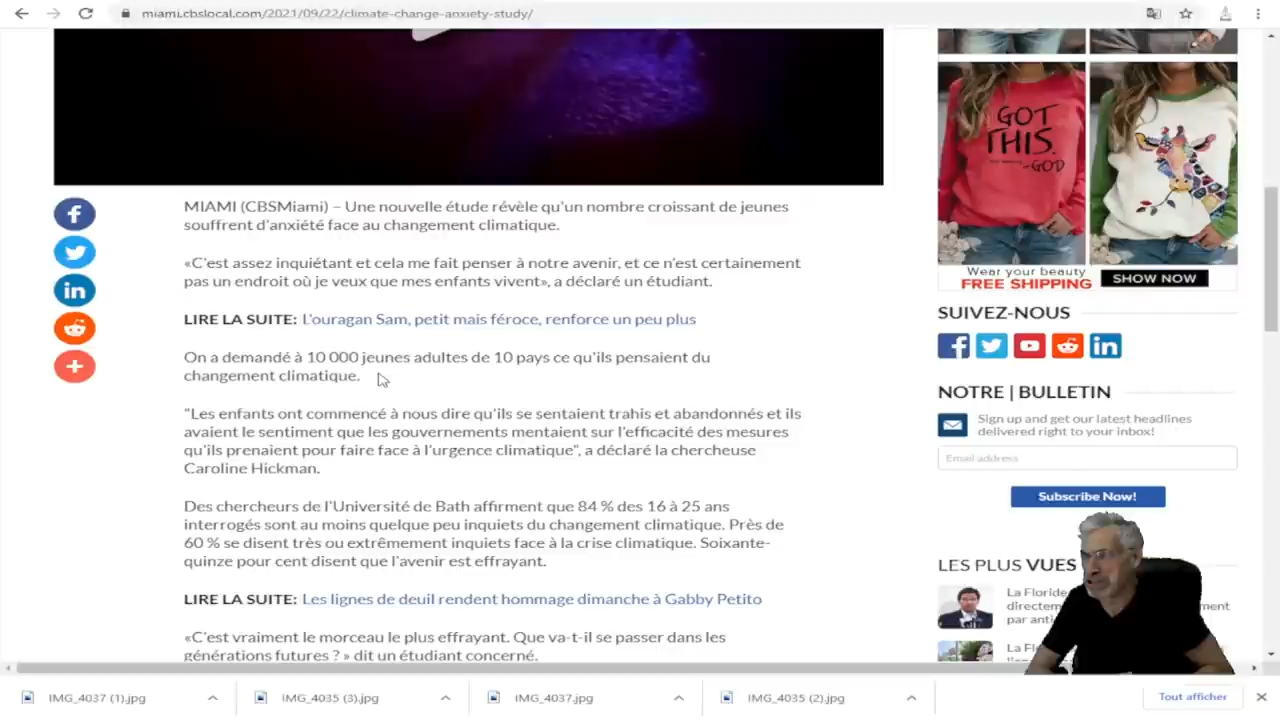 miami.cbslocal.com/2021/09/22/climate-change-anxiety-study/
I GOT
THIS.
-GOD
Wear your beauty
FREE SHIPPING
SHOW NOW
MIAMI (CBSMiami) – Une nouvelle étude révèle qu'un nombre croissant de jeunes
souffrent d'anxiété face au changement climatique.
«C'est assez inquiétant et cela me fait penser à notre avenir, et ce n'est certainement
pas un endroit où je veux que mes enfants vivent», a déclaré un étudiant.
LIRE LA SUITE: L'ouragan Sam, petit mais féroce, renforce un peu plus
On a demandé à 10 000 jeunes adultes de 10 pays ce qu'ils pensaient du
changement climatique.
"Les enfants ont commencé à nous dire qu'ils se sentaient trahis et abandonnés et ils
avaient le sentiment que les gouvernements mentaient sur l'efficacité des mesures
qu'ils prenaient pour faire face à l'urgence climatique", a déclaré la chercheuse
Caroline Hickman.
Des chercheurs de l'Université de Bath affirment que 84 % des 16 à 25 ans
interrogés sont au moins quelque peu inquiets du changement climatique. Près de
60 % se disent très ou extrêmement inquiets face à la crise climatique. Soixante-
quinze pour cent disent que l'avenir est effrayant.
LIRE LA SUITE: Les lignes de deuil rendent hommage dimanche à Gabby Petito
«C'est vraiment le morceau le plus effrayant. Que va-t-il se passer dans les
générations futures ? » dit un étudiant concerné.
SUIVEZ-NOUS
NOTRE | BULLETIN
Sign up and get our latest headlines
delivered right to your inbox!
Email address
Subscribe Now!
LES PLUS VUES
La Floride
directem
par anti
La Fl
IMG_4037 (1).jpg
IMG_4035 (3).jpg
IMG_4037.jpg
IMG_4035 (2).jpg
Tout afficher